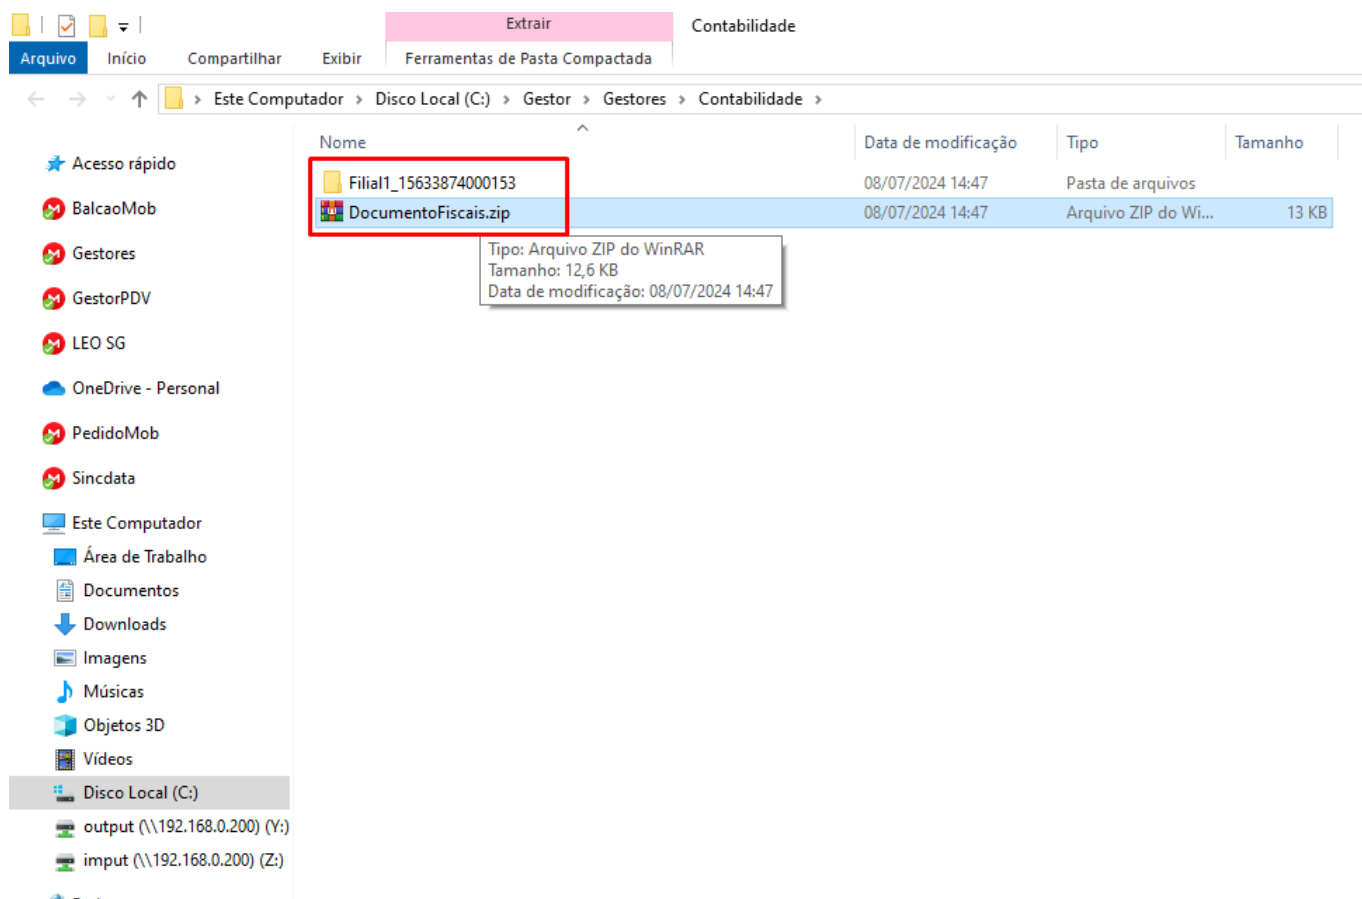 Extrair
Contabilidade
Arquivo
Início
Compartilhar
Exibir
Ferramentas de Pasta Compactada
Este Computador > Disco Local (C:) > Gestor > Gestores > Contabilidade >
Nome
Data de modificação
Tipo
Tamanho
Filial1_15633874000153
08/07/2024 14:47
Pasta de arquivos
DocumentoFiscais.zip
08/07/2024 14:47
Arquivo ZIP do Wi...
13 KB
Tipo: Arquivo ZIP do WinRAR
Tamanho: 12,6 KB
Data de modificação: 08/07/2024 14:47
Acesso rápido
BalcaoMob
Gestores
GestorPDV
LEO SG
OneDrive - Personal
PedidoMob
Sincdata
Este Computador
Área de Trabalho
Documentos
Downloads
Imagens
Músicas
Objetos 3D
Vídeos
Disco Local (C:)
output (\\192.168.0.200) (Y:)
imput (\\192.168.0.200) (Z:)